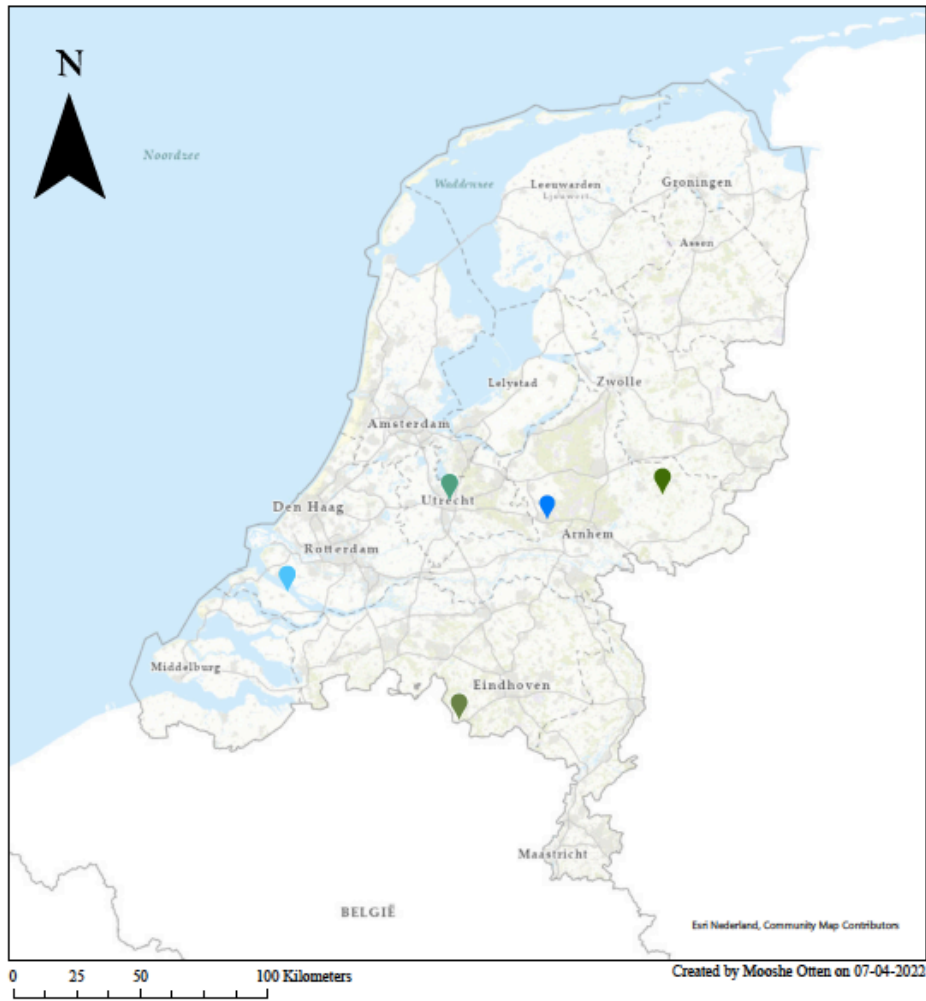 N
Noordzee
Waddensee
Leeuwarden
Ljouwert
Groningen
Assen
Lelystad
Zwolle
Amsterdam
Utrecht
Den Haag
Arnhem
Rotterdam
Middelburg
Eindhoven
Maastricht
BELGIË
Esri Nederland, Community Map Contributors
0 25 50 100 Kilometers
Created by Mooshe Otten on 07-04-2022